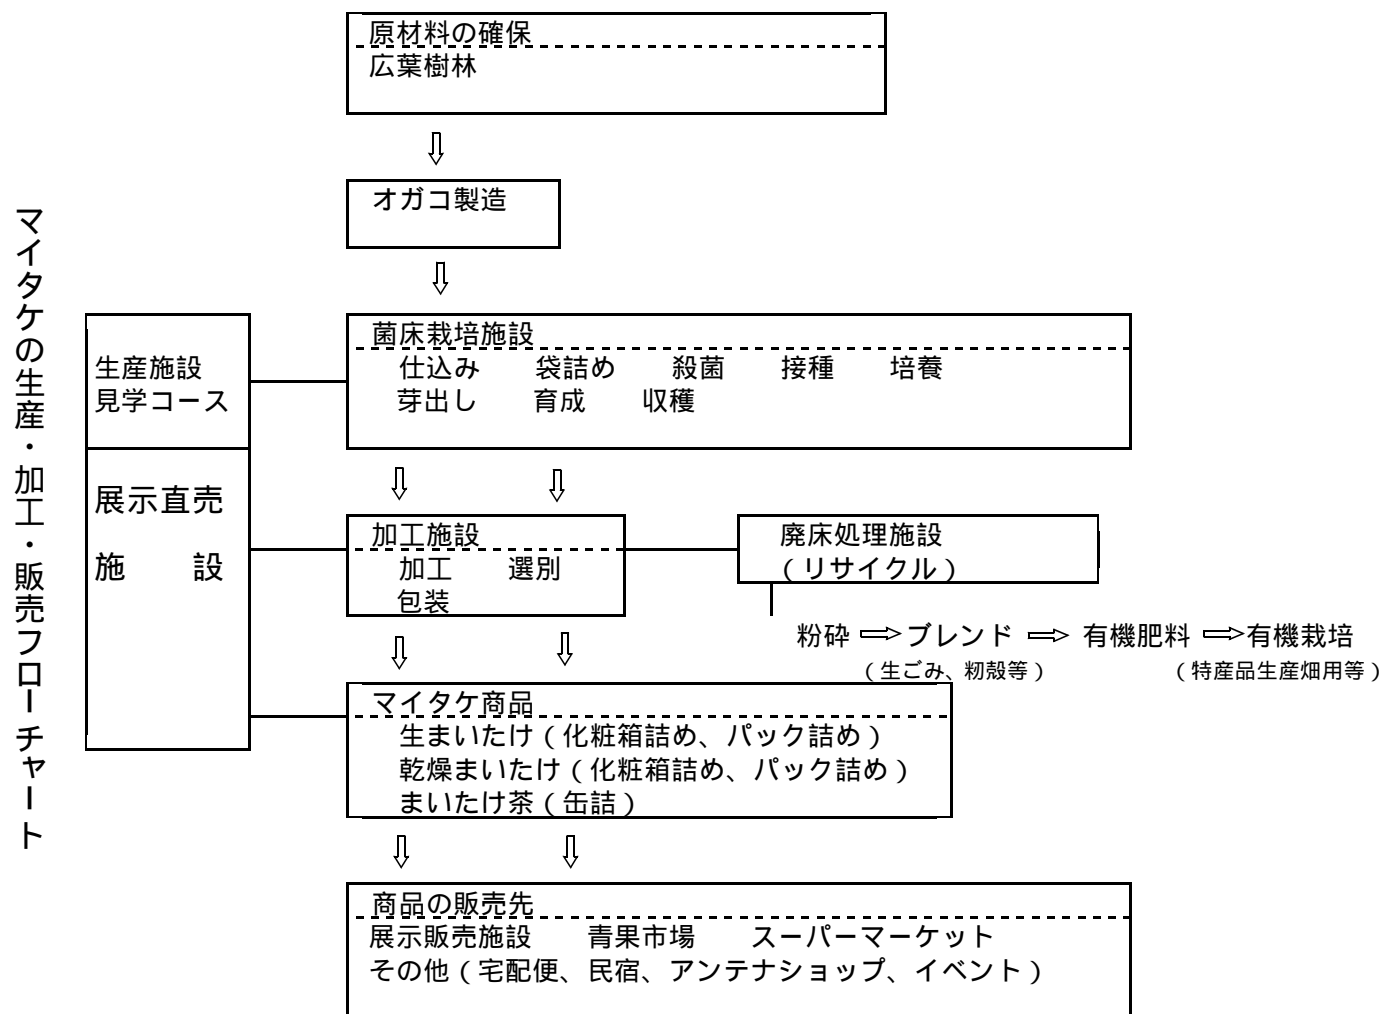 マイタケの生産・加工・販売フローチャート
原材料の確保
広葉樹林
オガコ製造
生産施設
見学コース
菌床栽培施設
仕込み 袋詰め 殺菌 接種 培養
芽出し 育成 収穫
展示直売
施 設
加工施設
加工 選別
包装
廃床処理施設
(リサイクル)
粉砕⇨ブレンド⇨有機肥料⇨有機栽培
(生ごみ、籾殻等) (特産品生産畑用等)
マイタケ商品
生まいたけ(化粧箱詰め、パック詰め)
乾燥まいたけ(化粧箱詰め、パック詰め)
まいたけ茶(缶詰)
商品の販売先
展示販売施設 青果市場 スーパーマーケット
その他(宅配便、民宿、アンテナショップ、イベント)